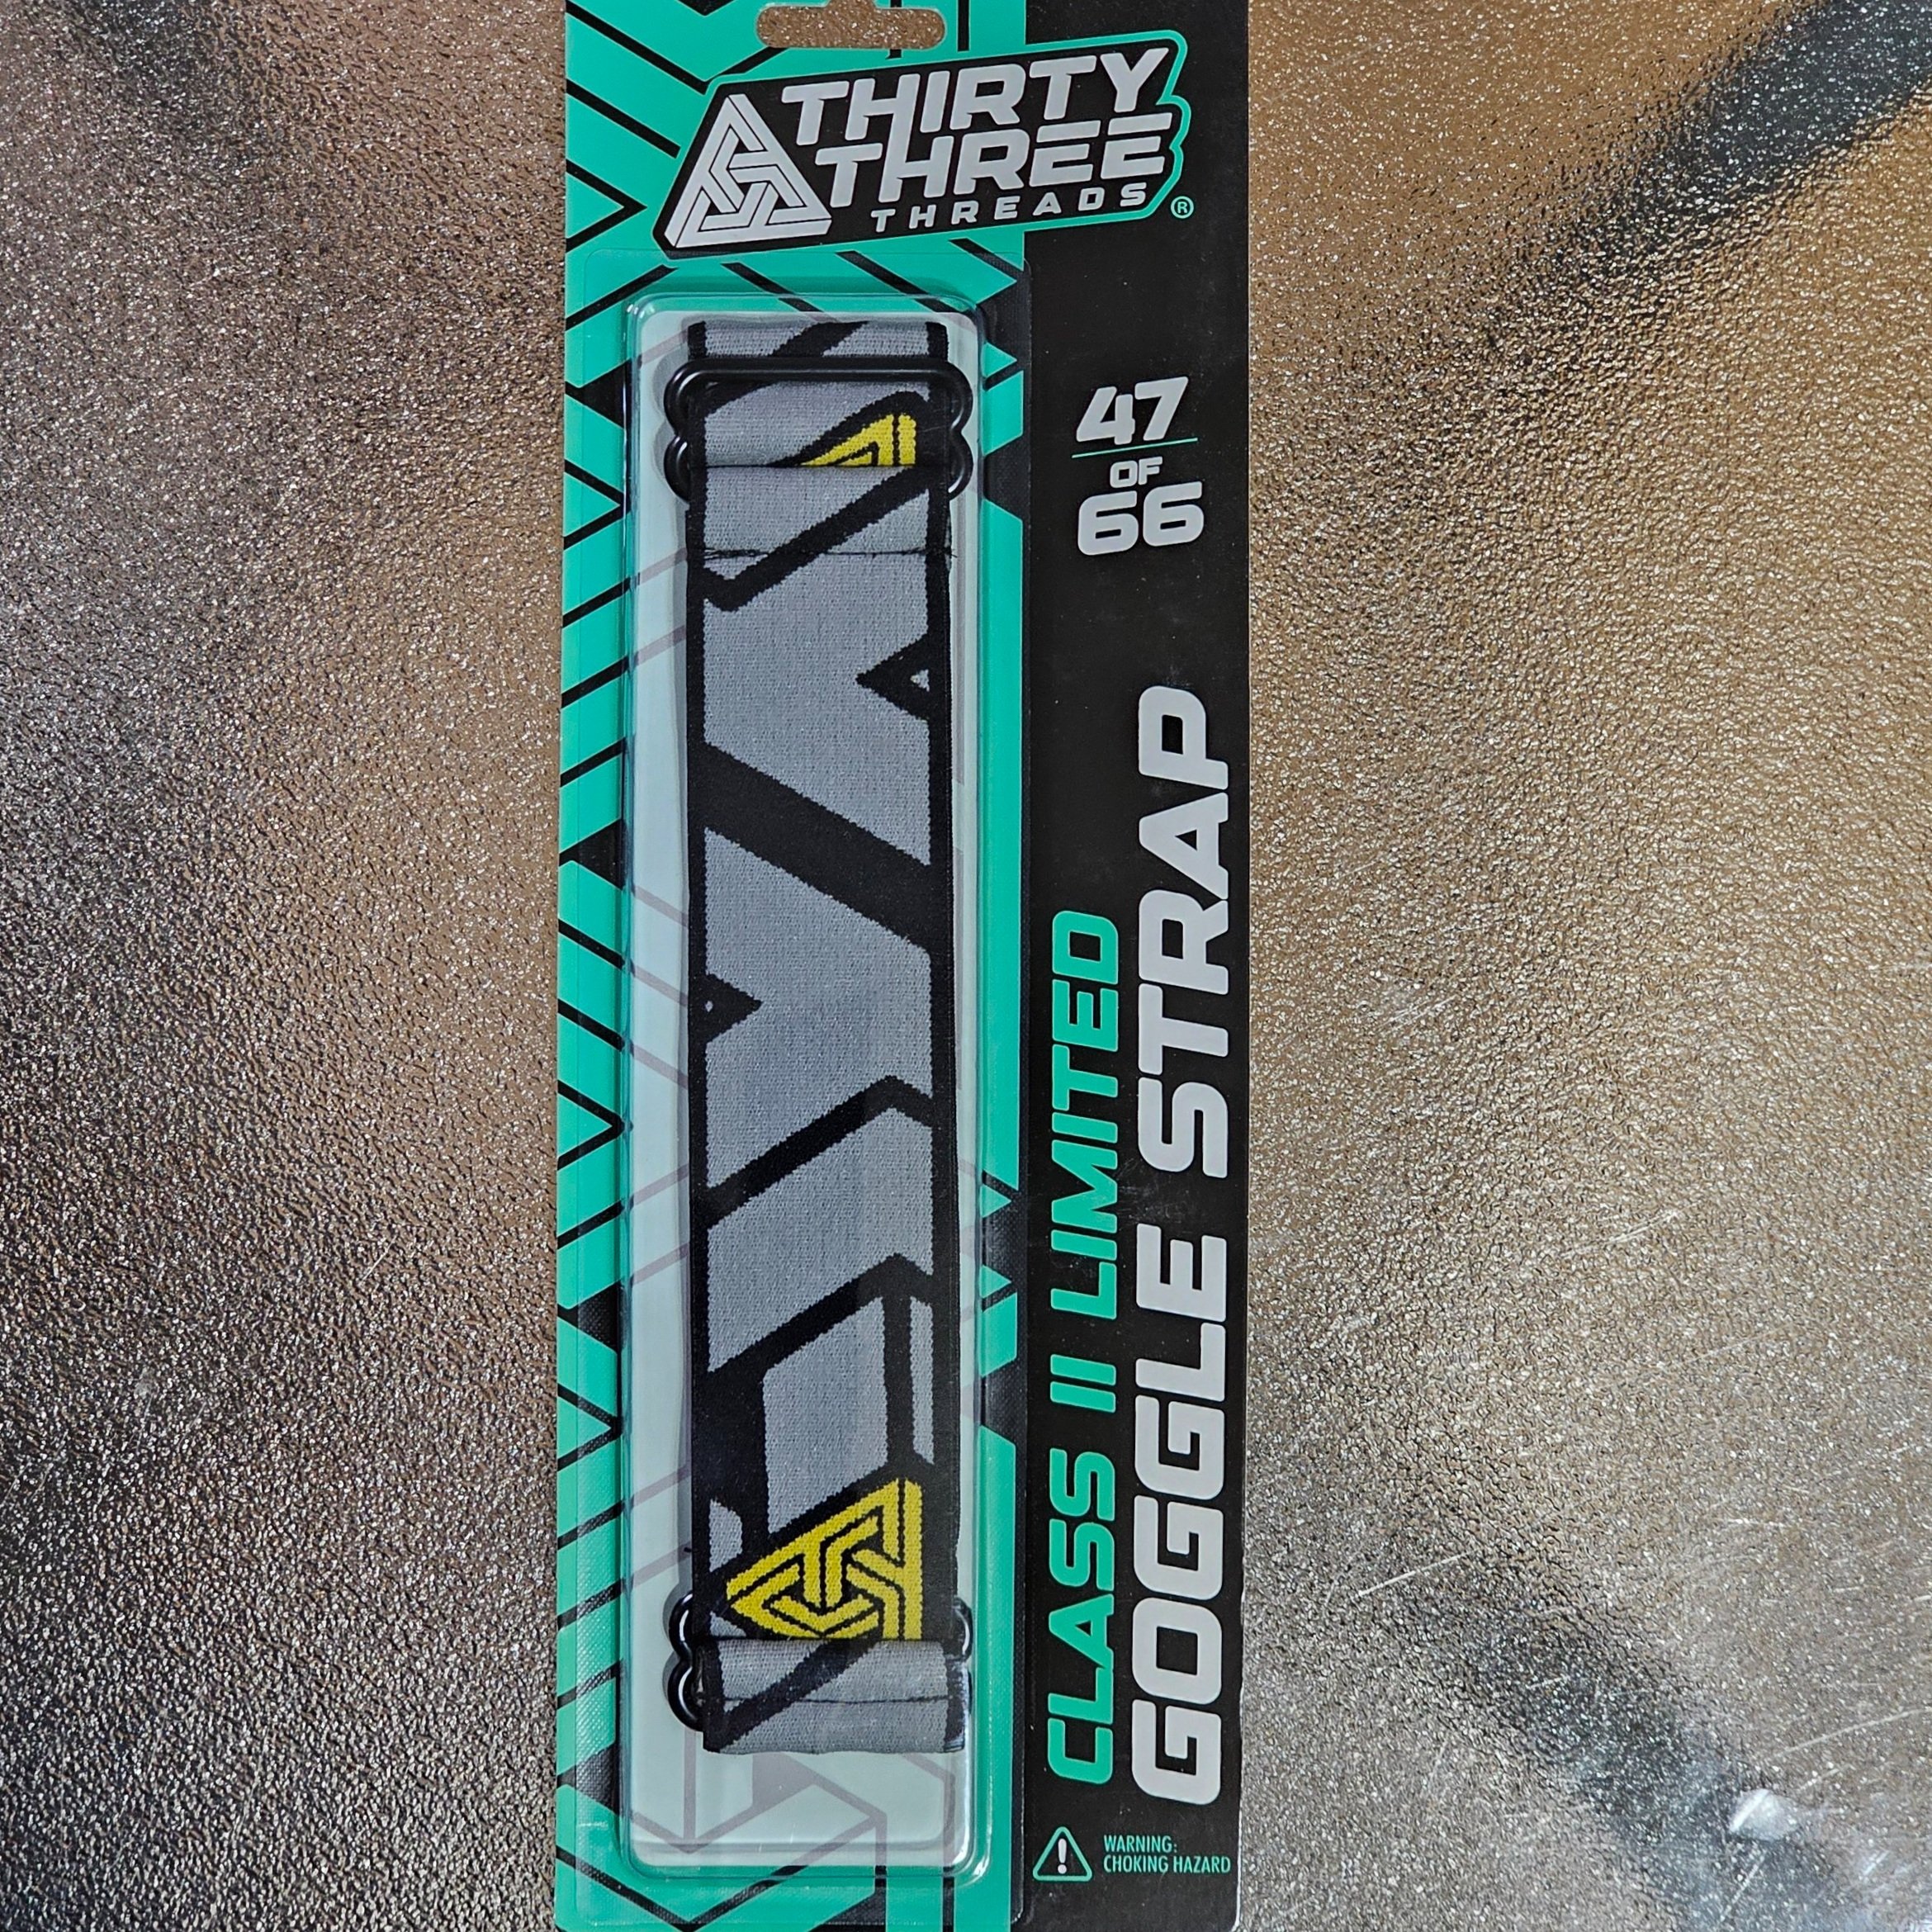 THIRTY
THREE
THREADS®
47
OF
66
CLASS II LIMITED
GOGGLE STRAP
WARNING:
CHOKING HAZARD